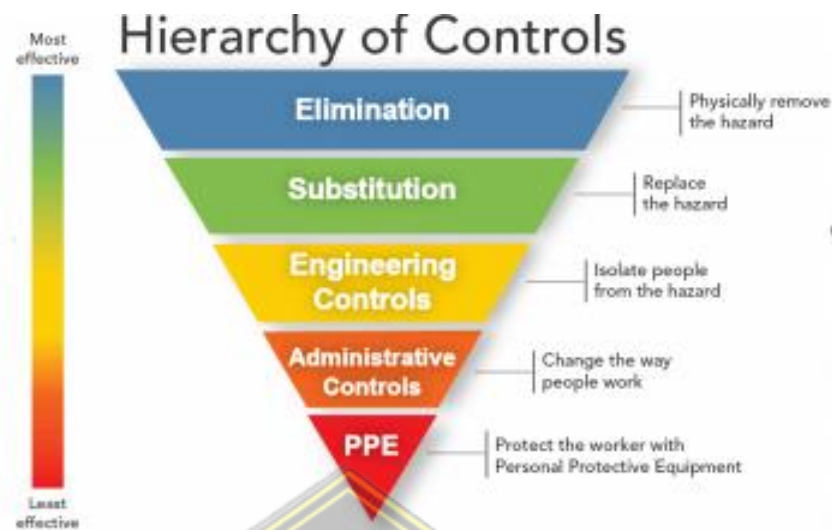 Hierarchy of Controls
Most
effective
Elimination
Physically remove
the hazard
Substitution
Replace
the hazard
Engineering
Controls
Isolate people
from the hazard
Administrative
Controls
Change the way
people work
PPE
Protect the worker with
Personal Protective Equipment
Least
effective